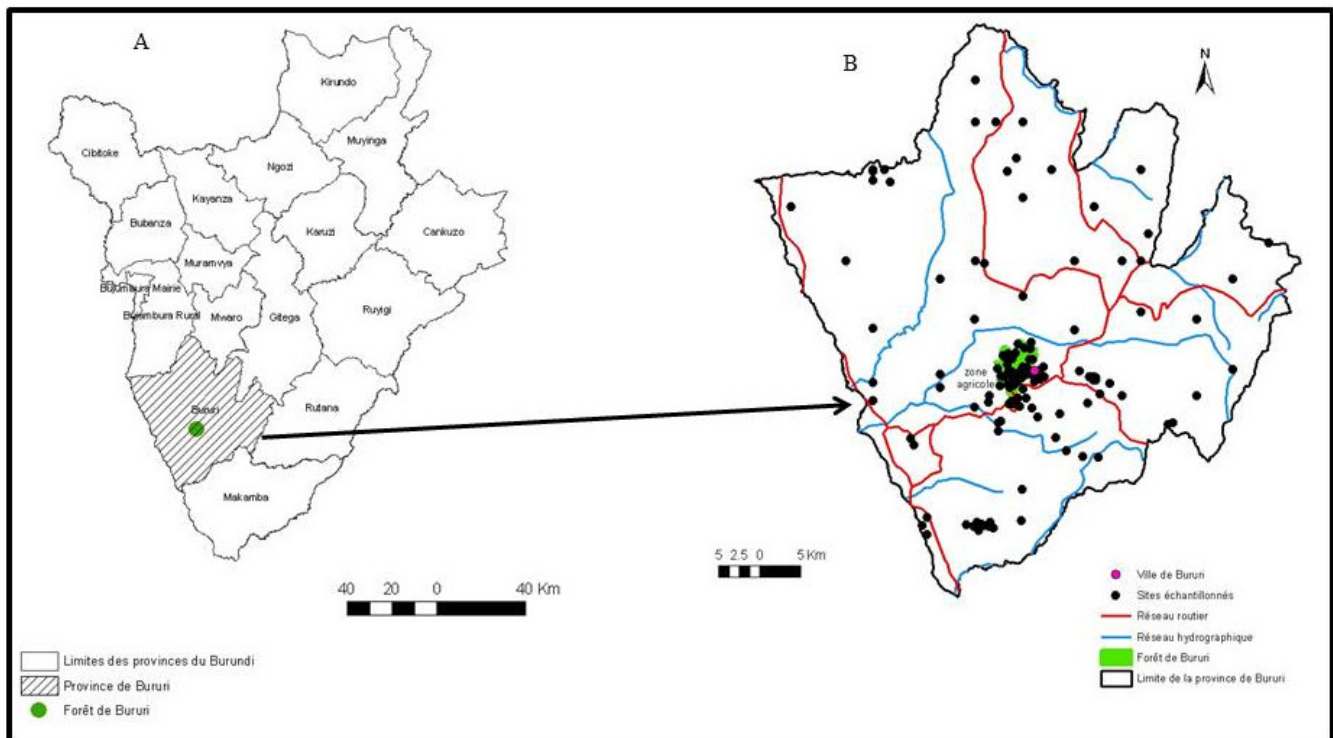 A
Kirundo
Muyinga
Cibitoke
Ngozi
Kayanza
Bubanza
Karuzi
Cankuzo
Muramvya
Bujumbura Mairie
Bujumbura Rural
Mwaro
Gitega
Ruyigi
Bururi
Rutana
Makamba
40 20 0 40 Km
Limites des provinces du Burundi
Province de Bururi
Forêt de Bururi
B
N
zone
agricole
5 2.5 0 5 Km
Ville de Bururi
Sites échantillonnés
Réseau routier
Réseau hydrographique
Forêt de Bururi
Limite de la province de Bururi